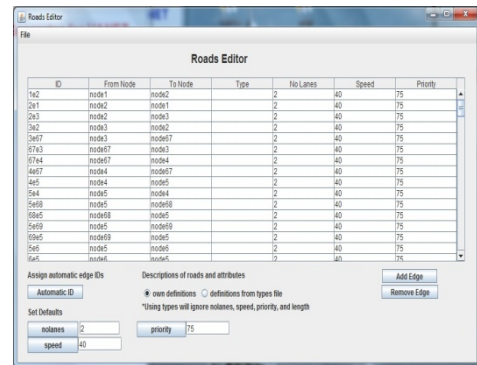 Roads Editor
File
Roads Editor
ID From Node To Node Type No Lanes Speed Priority
1e2 node1 node2 2 40 75
2e1 node2 node1 2 40 75
2e3 node2 node3 2 40 75
3e2 node3 node2 2 40 75
3e67 node3 node67 2 40 75
67e3 node67 node3 2 40 75
67e4 node67 node4 2 40 75
4e67 node4 node67 2 40 75
4e5 node4 node5 2 40 75
5e4 node5 node4 2 40 75
5e68 node5 node68 2 40 75
68e5 node68 node5 2 40 75
5e69 node5 node69 2 40 75
69e5 node69 node5 2 40 75
5e6 node5 node6 2 40 75
6e5 node6 node5 2 40 75
Assign automatic edge IDs Descriptions of roads and attributes Add Edge
Automatic ID own definitions definitions from types file Remove Edge
*Using types will ignore nolanes, speed, priority, and length
Set Defaults
nolanes 2 priority 75
speed 40